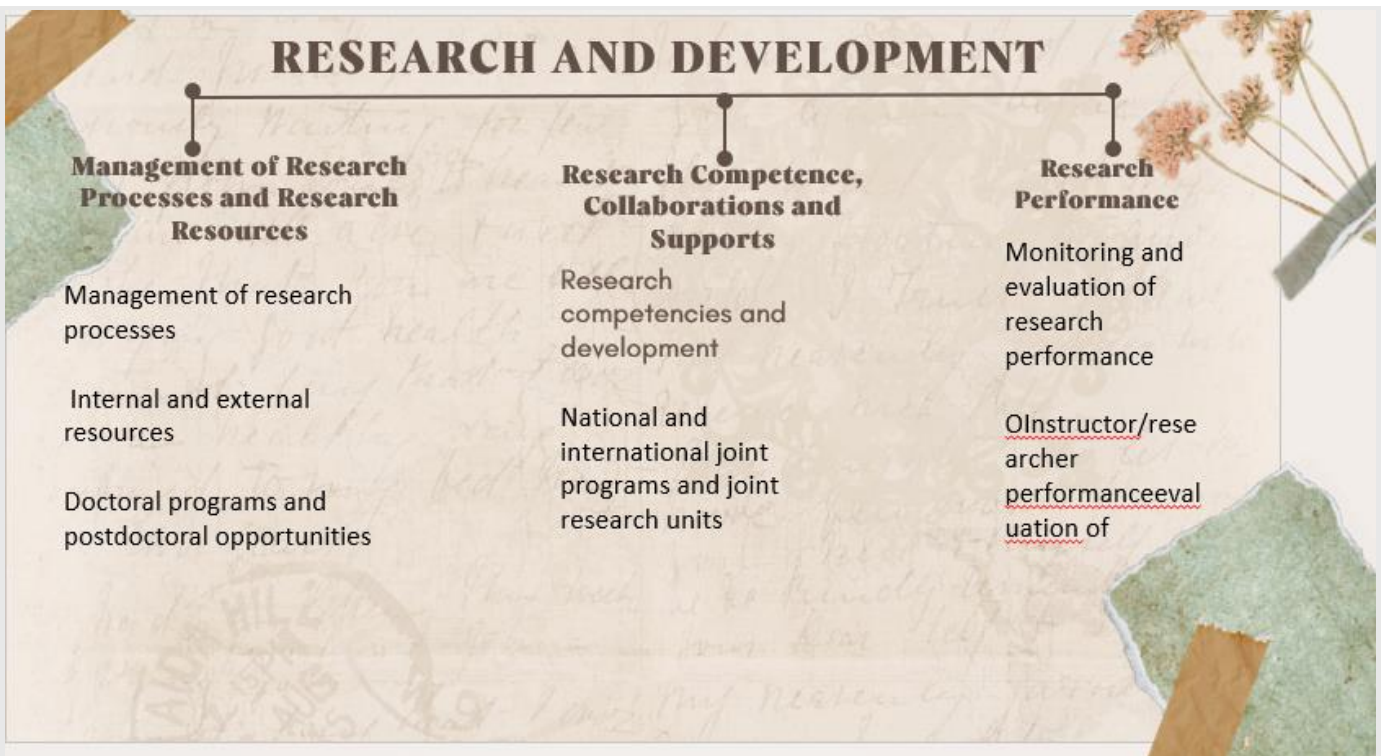 RESEARCH AND DEVELOPMENT
Management of Research
Processes and Research
Resources
Management of research
processes
Internal and external
resources
Doctoral programs and
postdoctoral opportunities
Research Competence,
Collaborations and
Supports
Research
competencies and
development
National and
international joint
programs and joint
research units
Research
Performance
Monitoring and
evaluation of
research
performance
OInstructor/rese
archer
performanceeval
uation of